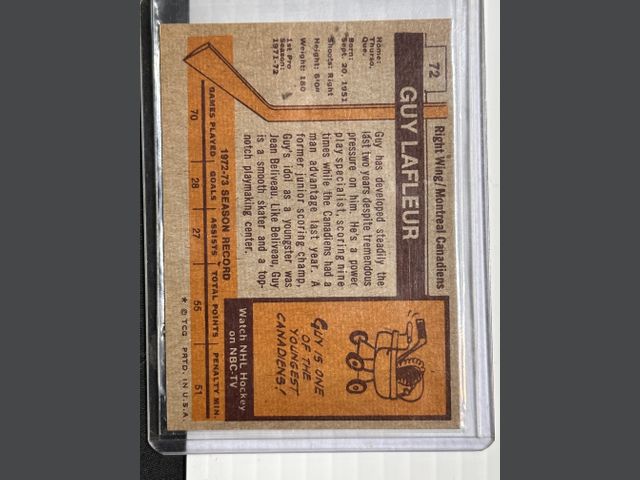 72
GUY LAFLEUR
Right Wing/Montreal Canadiens
Home:
Thurso,
Que.
Born:
Sept. 20, 1951
Shoots: Right
Height: 6'0"
Weight: 180
1st Pro
Season:
1971-72
Guy has developed steadily the
last two years despite tremendous
pressure on him. He's a power
play specialist, scoring nine
times while the Canadiens had a
man advantage last year. A
former junior scoring champ,
Guy's idol as a youngster was
Jean Beliveau. Like Beliveau, Guy
is a smooth skater and a top-
notch playmaking center.
GUY IS ONE
OF THE
YOUNGEST
CANADIENS!
Watch NHL Hockey
on NBC-TV
1972-73 SEASON RECORD
GAMES PLAYED GOALS ASSISTS TOTAL POINTS PENALTY MIN.
70 28 27 55 51
* © TCG PRTD. IN U.S.A.